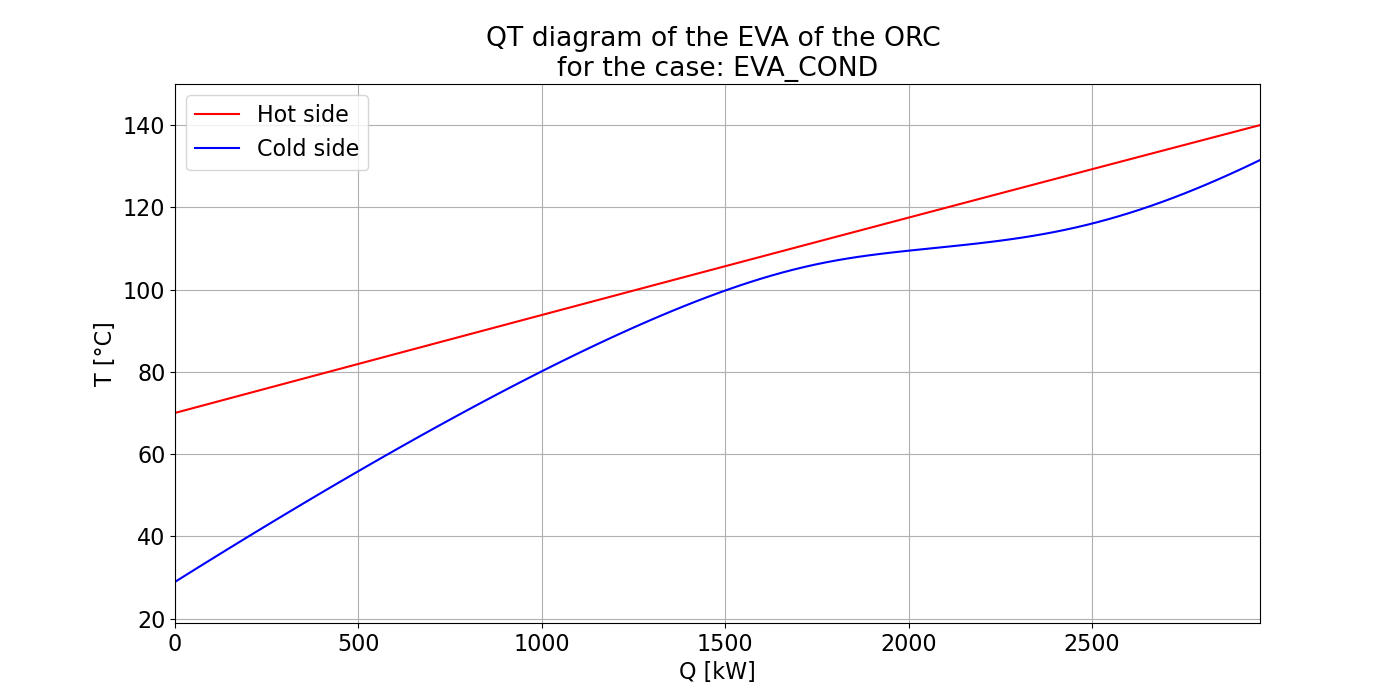 QT diagram of the EVA of the ORC
for the case: EVA_COND
Hot side
Cold side
T [°C]
140
120
100
80
60
40
20
0
500
1000
1500
2000
2500
Q [kW]